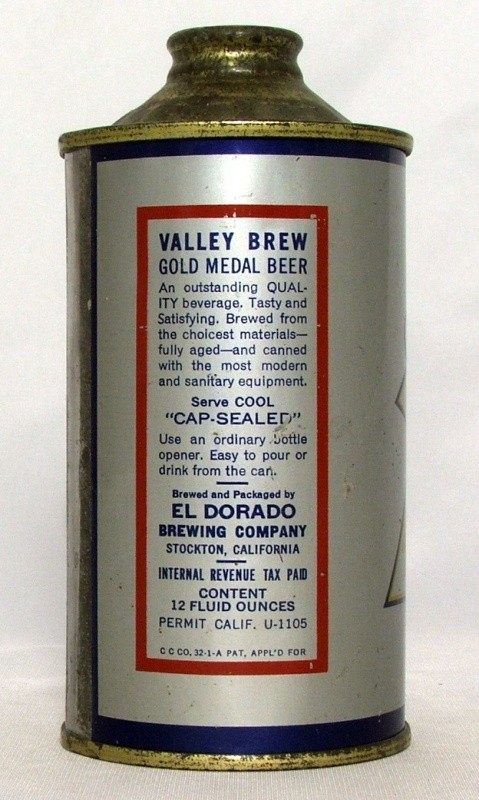 VALLEY BREW
GOLD MEDAL BEER
An outstanding QUAL-
ITY beverage. Tasty and
Satisfying. Brewed from
the choicest materials—
fully aged—and canned
with the most modern
and sanitary equipment.
Serve COOL
"CAP-SEALED"
Use an ordinary bottle
opener. Easy to pour or
drink from the can.
Brewed and Packaged by
EL DORADO
BREWING COMPANY
STOCKTON, CALIFORNIA
INTERNAL REVENUE TAX PAID
CONTENT
12 FLUID OUNCES
PERMIT CALIF. U-1105
C C CO. 32-1-A PAT, APPL'D FOR